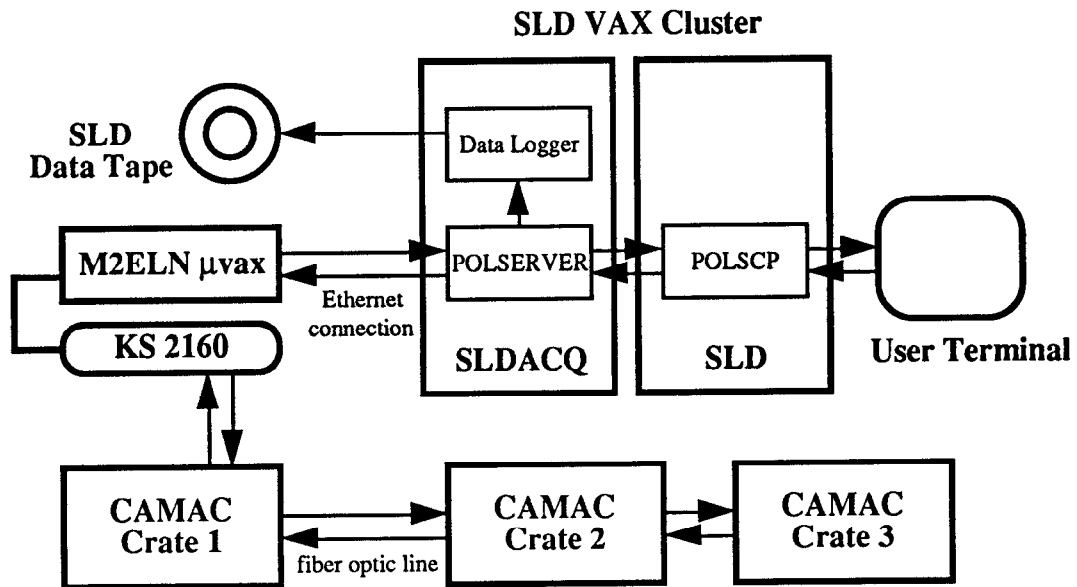 SLD VAX Cluster
SLD
Data Tape
Data Logger
M2ELN μvax
POLSERVER
POLSCP
Ethernet
connection
KS 2160
SLDACQ
SLD
User Terminal
CAMAC
Crate 1
fiber optic line
CAMAC
Crate 2
CAMAC
Crate 3